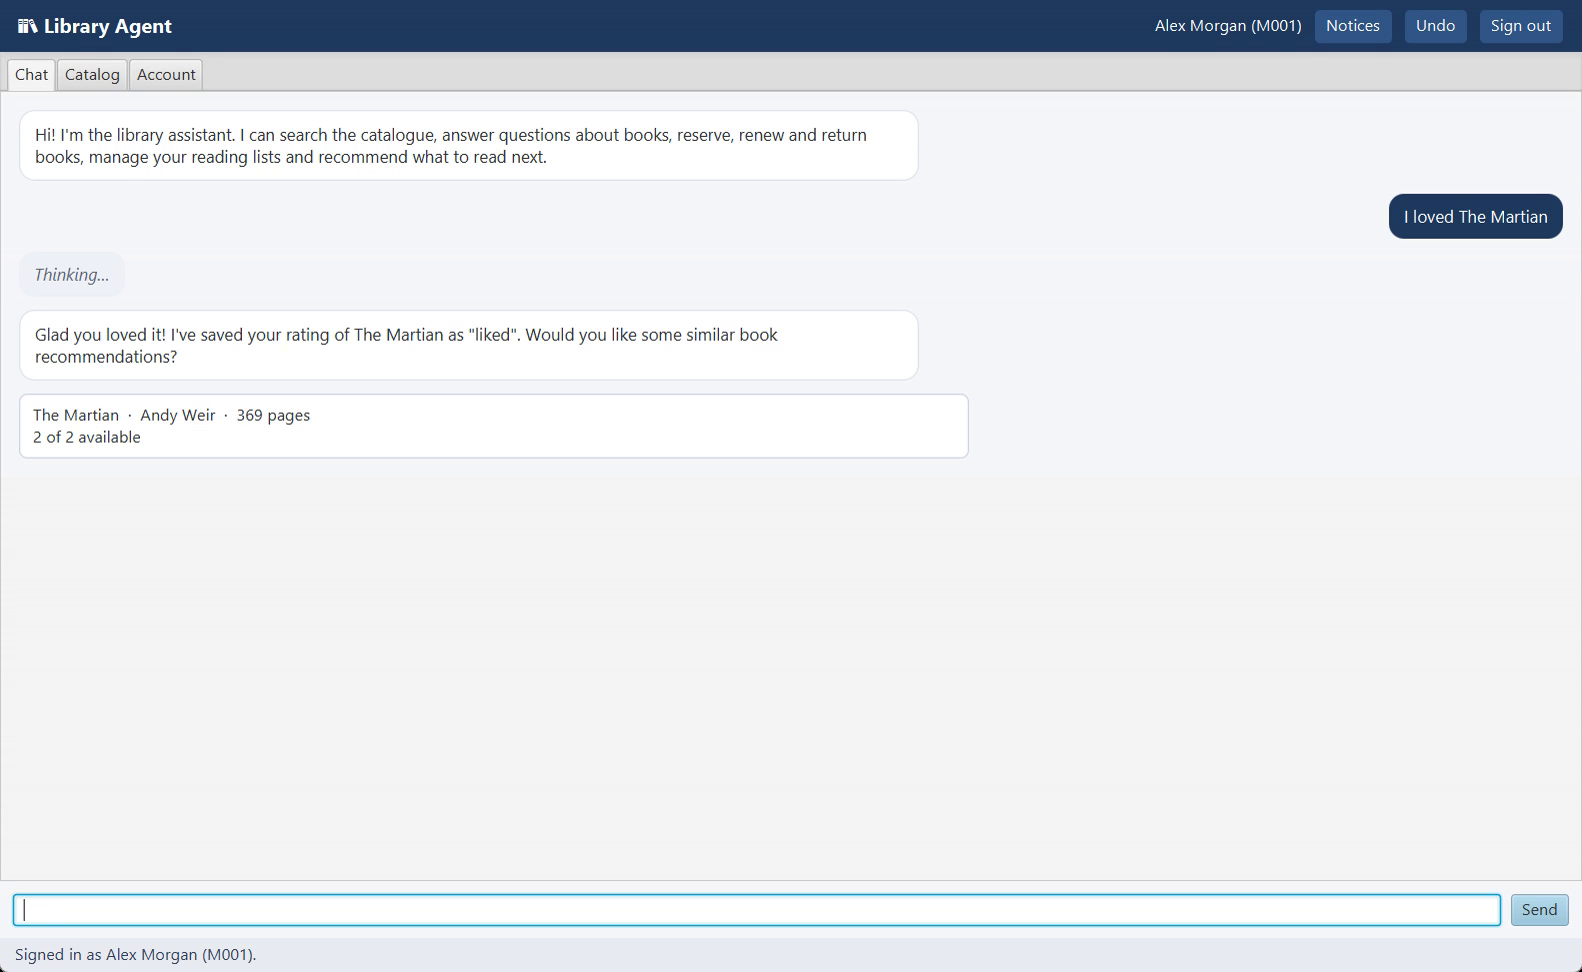 Library Agent
Alex Morgan (M001) Notices Undo Sign out
Chat Catalog Account
Hi! I'm the library assistant. I can search the catalogue, answer questions about books, reserve, renew and return
books, manage your reading lists and recommend what to read next.
I loved The Martian
Thinking...
Glad you loved it! I've saved your rating of The Martian as "liked". Would you like some similar book
recommendations?
The Martian · Andy Weir · 369 pages
2 of 2 available
Send
Signed in as Alex Morgan (M001).